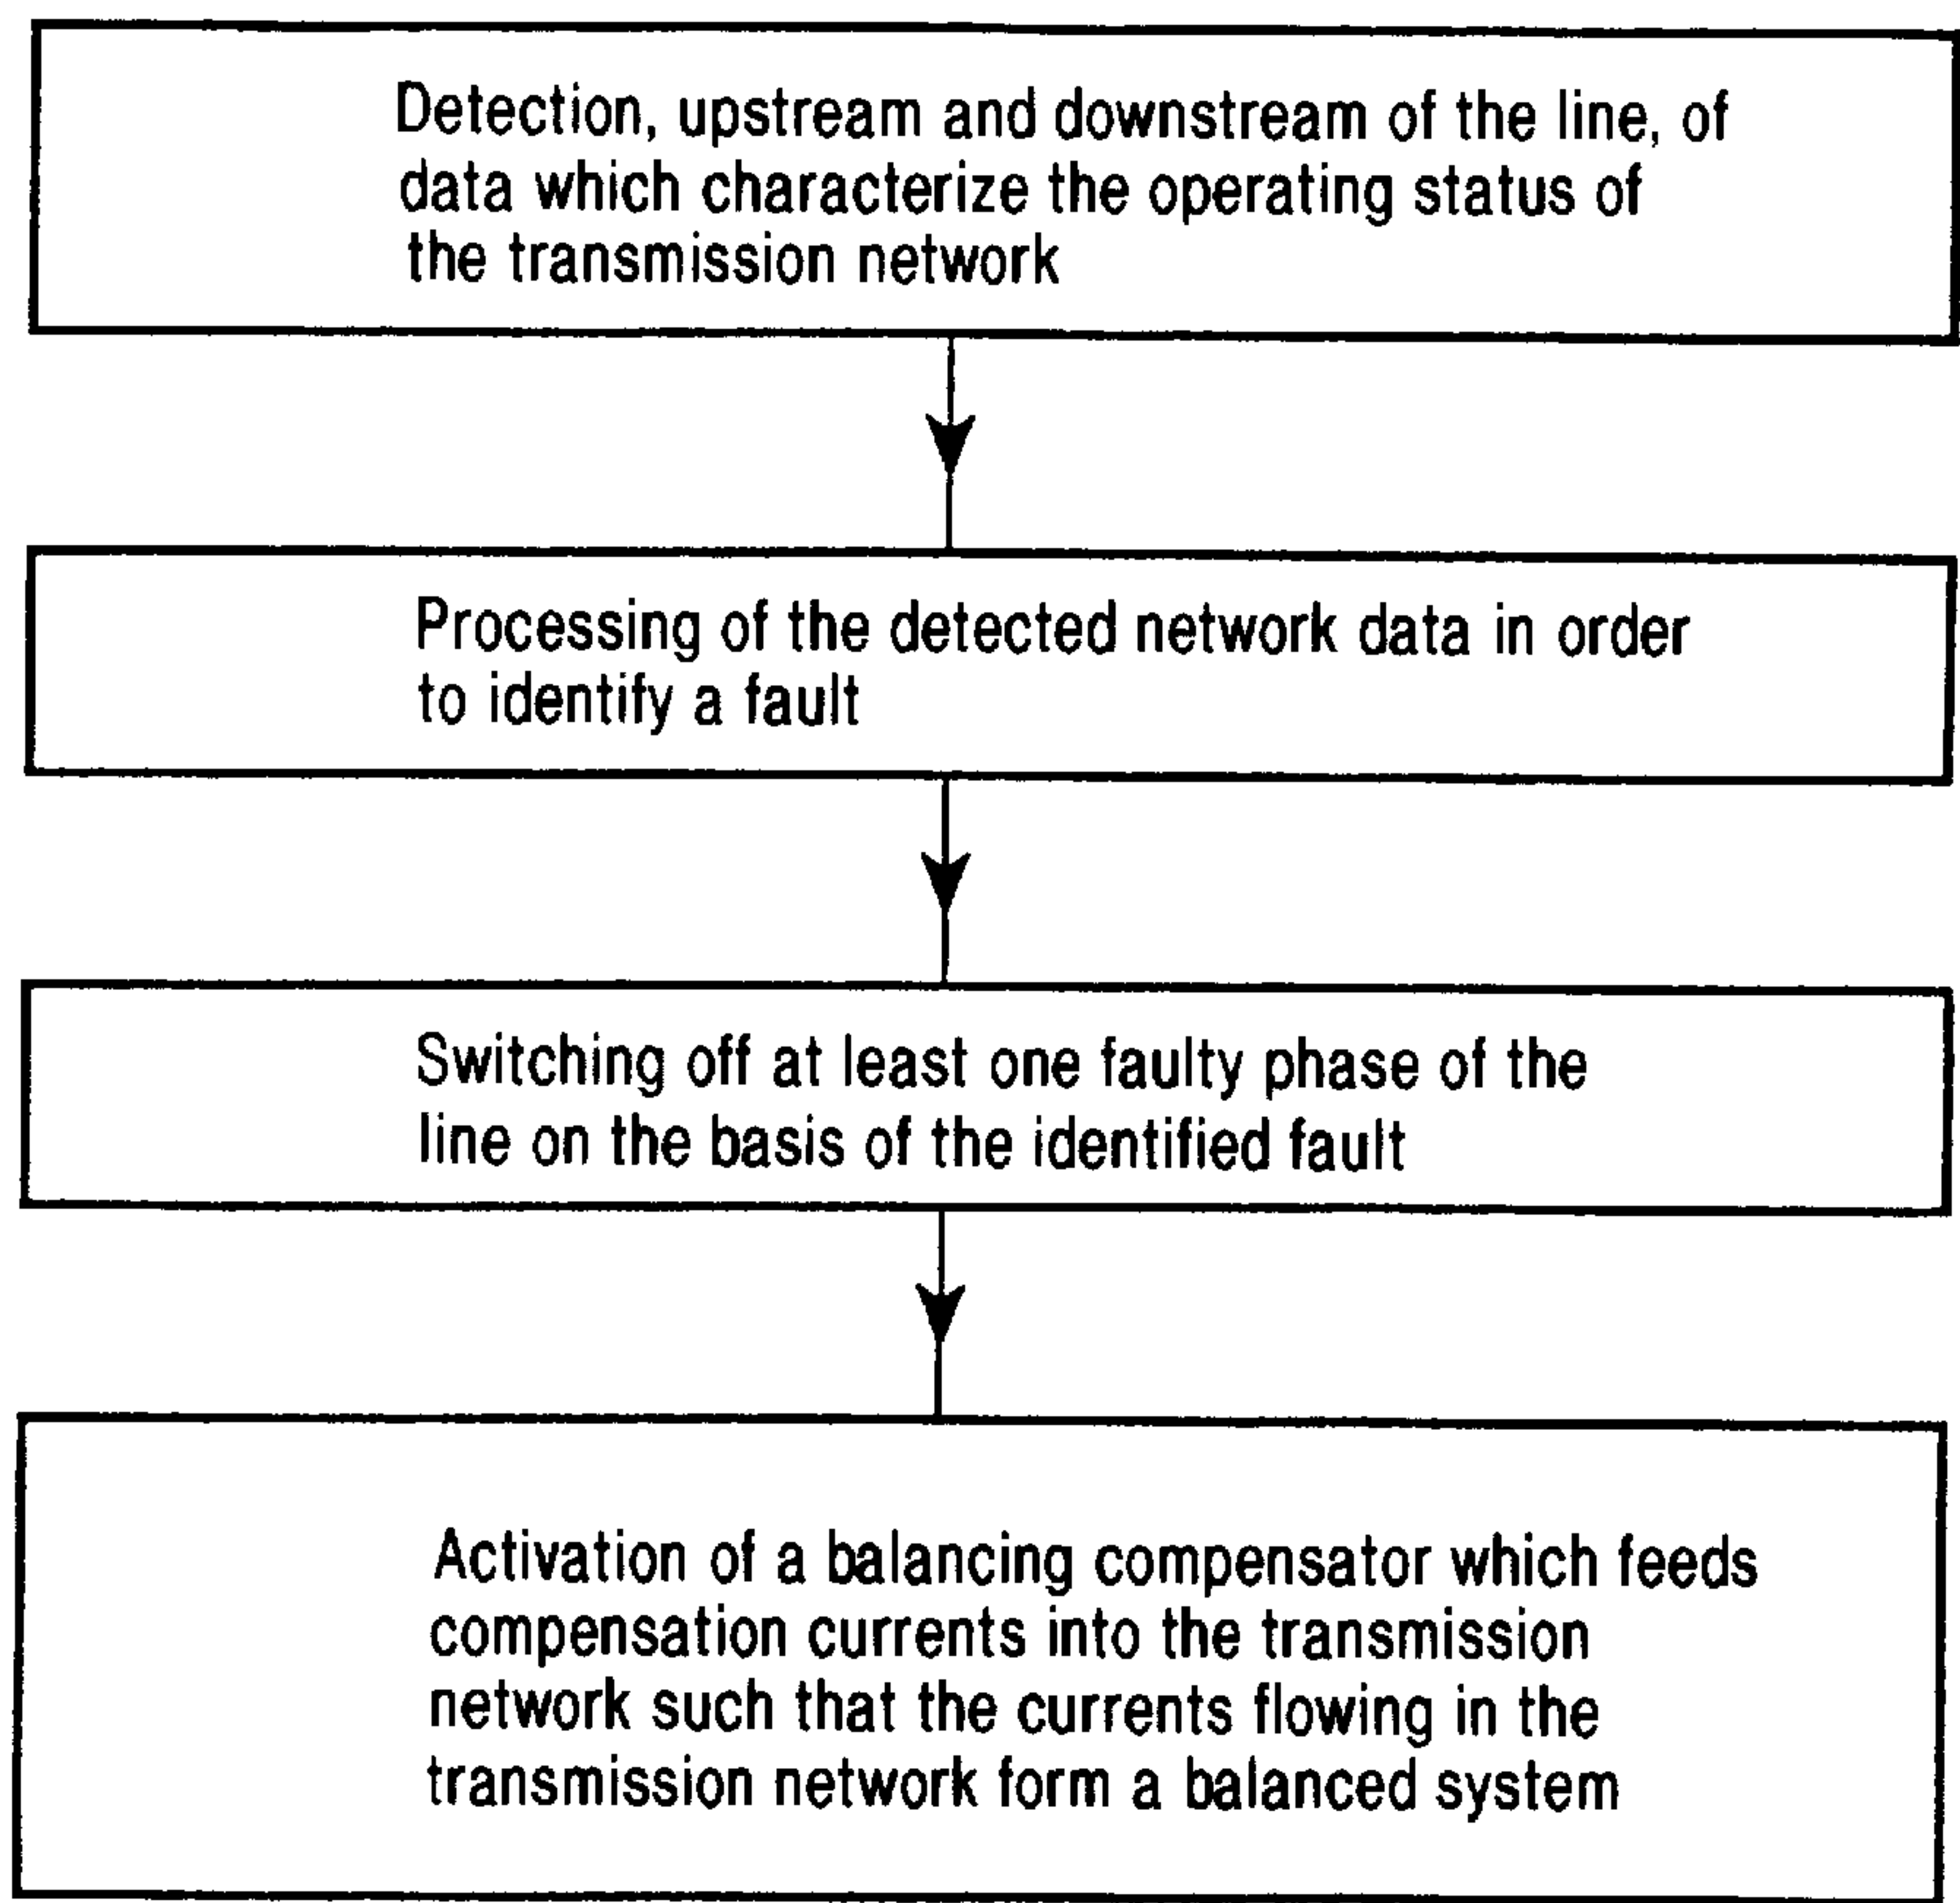 Detection, upstream and downstream of the line, of
data which characterize the operating status of
the transmission network
Processing of the detected network data in order
to identify a fault
Switching off at least one faulty phase of the
line on the basis of the identified fault
Activation of a balancing compensator which feeds
compensation currents into the transmission
network such that the currents flowing in the
transmission network form a balanced system